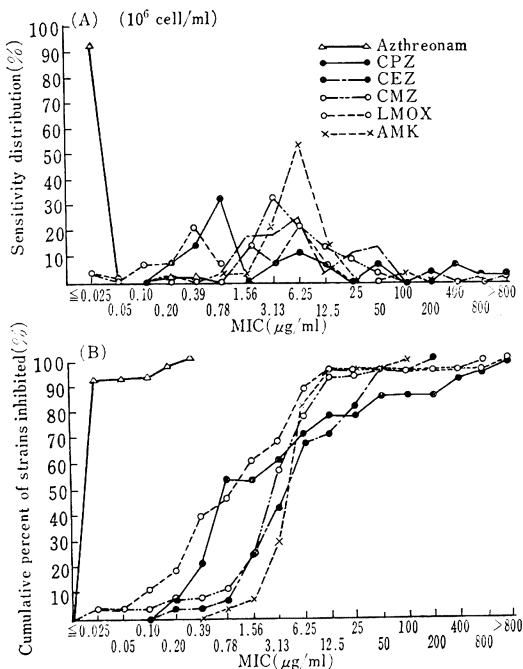 (A) (10⁶ cell/ml)
Azthreonam
CPZ
CEZ
CMZ
LMOX
AMK
Sensitivity distribution(%)
100
90
80
70
60
50
40
30
20
10
≦0.025 0.10 0.39 1.56 6.25 25 100 400 >800
0.05 0.20 0.78 3.13 12.5 50 200 800
MIC(μg/ml)
(B)
Cumulative percent of strains inhibited(%)
100
90
80
70
60
50
40
30
20
10
≦0.025 0.10 0.39 1.56 6.25 25 100 400 >800
0.05 0.20 0.78 3.13 12.5 50 200 800
MIC(μg/ml)